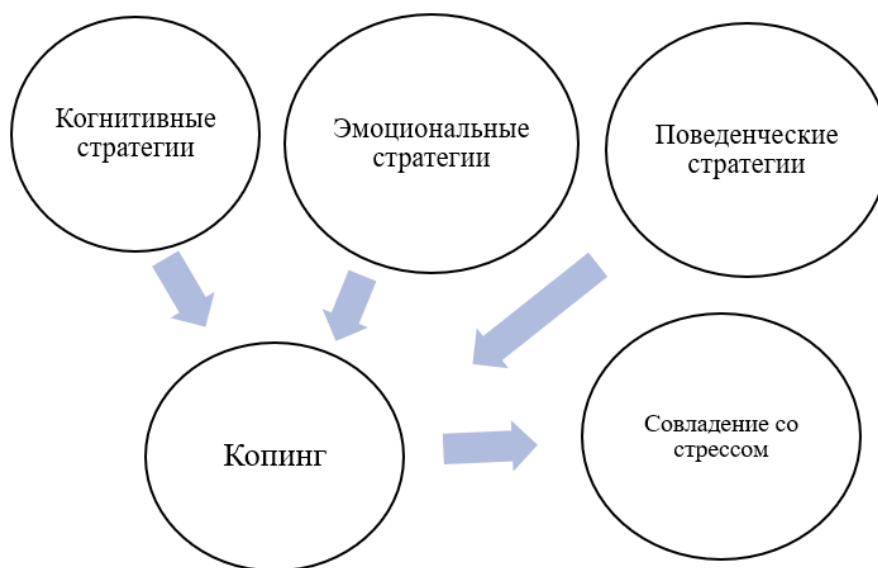 Когнитивные
стратегии
Эмоциональные
стратегии
Поведенческие
стратегии
Копинг
Совладение со
стрессом